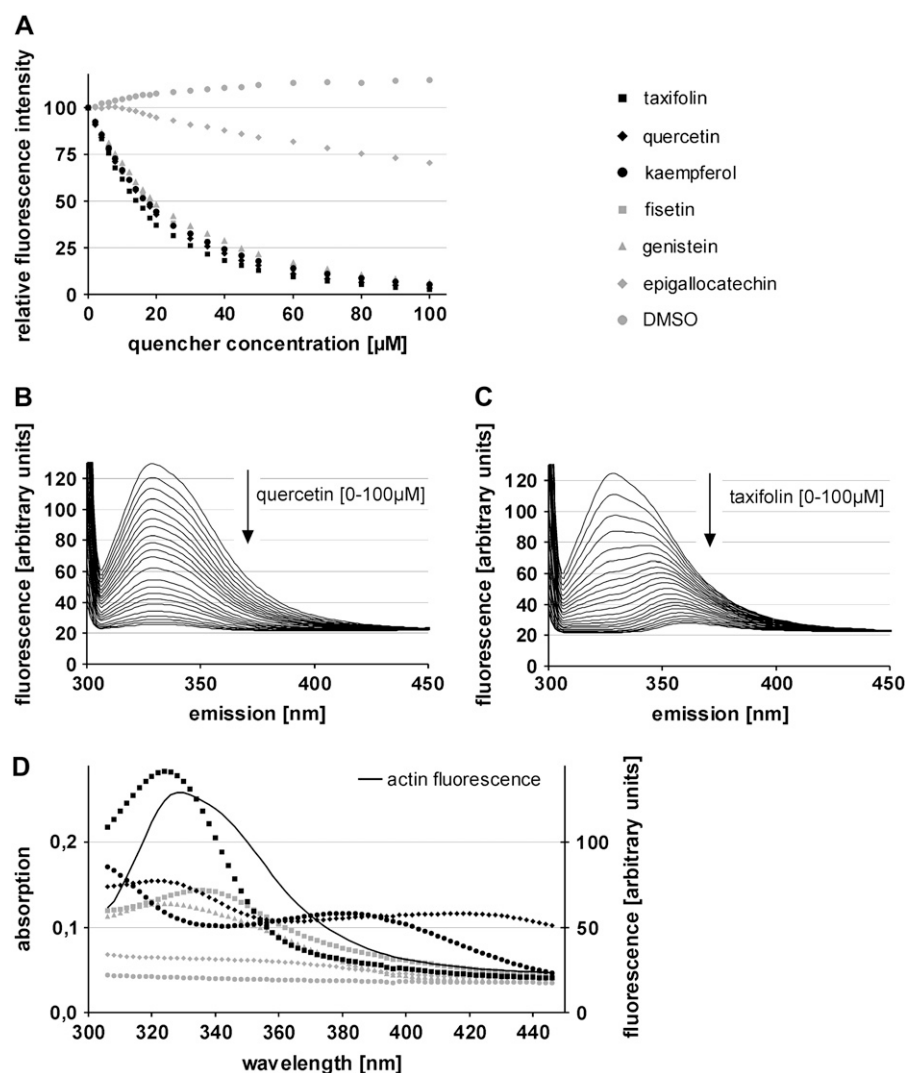 A
relative fluorescence intensity
100
75
50
25
0
0
20
40
60
80
100
quencher concentration [µM]
taxifolin
quercetin
kaempferol
fisetin
genistein
epigallocatechin
DMSO
B
fluorescence [arbitrary units]
120
100
80
60
40
20
0
quercetin [0-100µM]
300
350
400
450
emission [nm]
C
fluorescence [arbitrary units]
120
100
80
60
40
20
0
taxifolin [0-100µM]
300
350
400
450
emission [nm]
D
absorption
0,2
0,1
0,0
actin fluorescence
100
50
0
fluorescence [arbitrary units]
300
320
340
360
380
400
420
440
wavelength [nm]